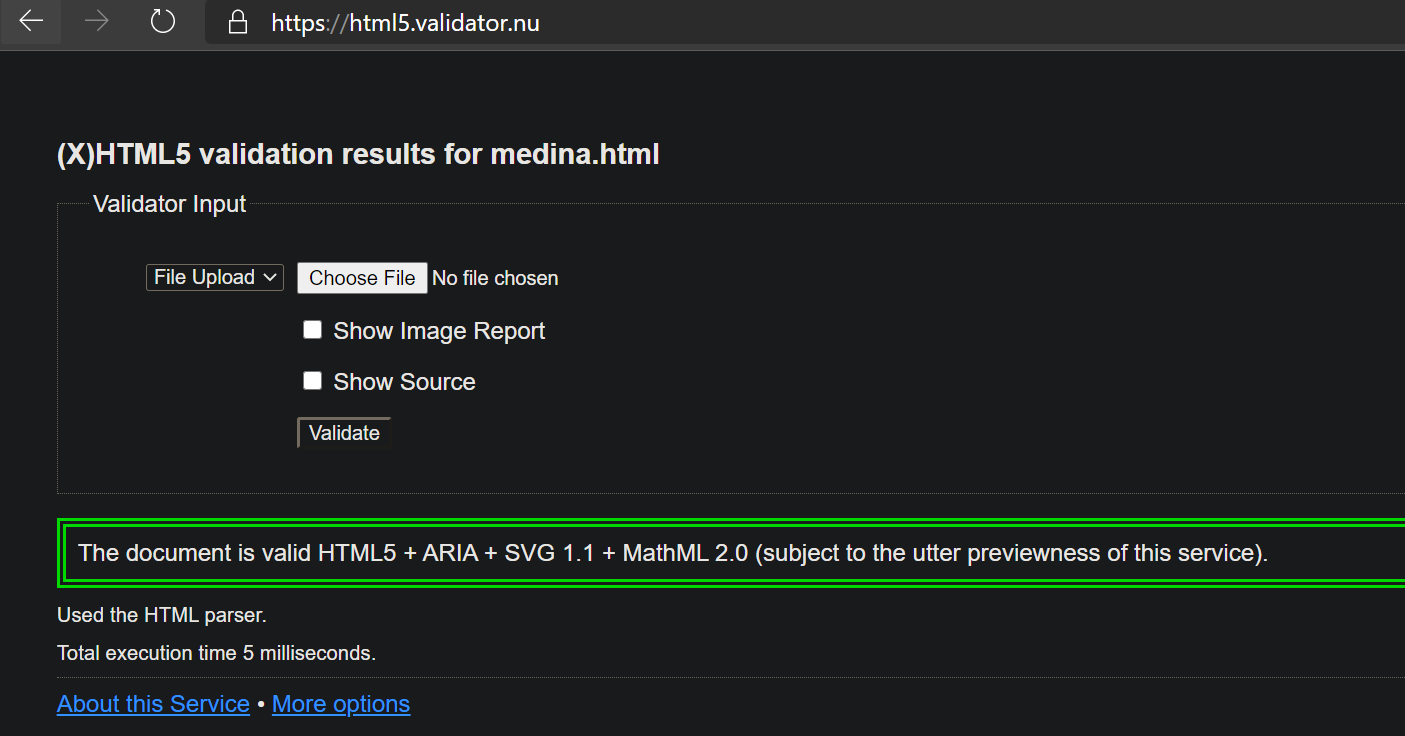 https://html5.validator.nu
(X)HTML5 validation results for medina.html
Validator Input
File Upload Choose File No file chosen
Show Image Report
Show Source
Validate
The document is valid HTML5 + ARIA + SVG 1.1 + MathML 2.0 (subject to the utter previewness of this service).
Used the HTML parser.
Total execution time 5 milliseconds.
About this Service • More options